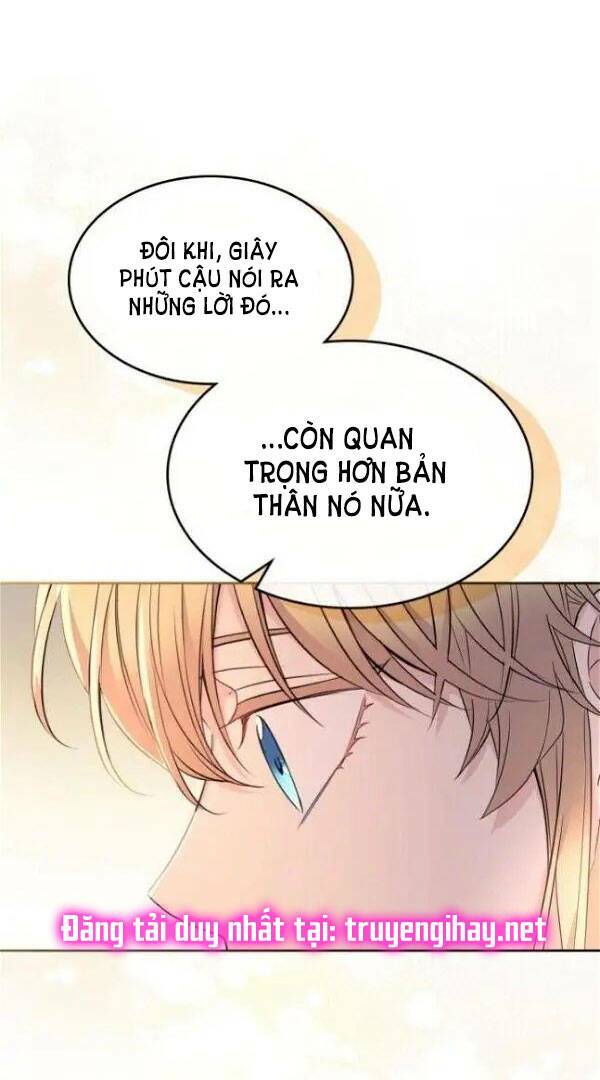 ĐÔI KHI, GIÂY
PHÚT CẬU NÓI RA
NHỮNG LỜI ĐÓ...
...CÒN QUAN
TRỌNG HƠN BẢN
THÂN NÓ NỮA.
Đăng tải duy nhất tại: truyengihay.net